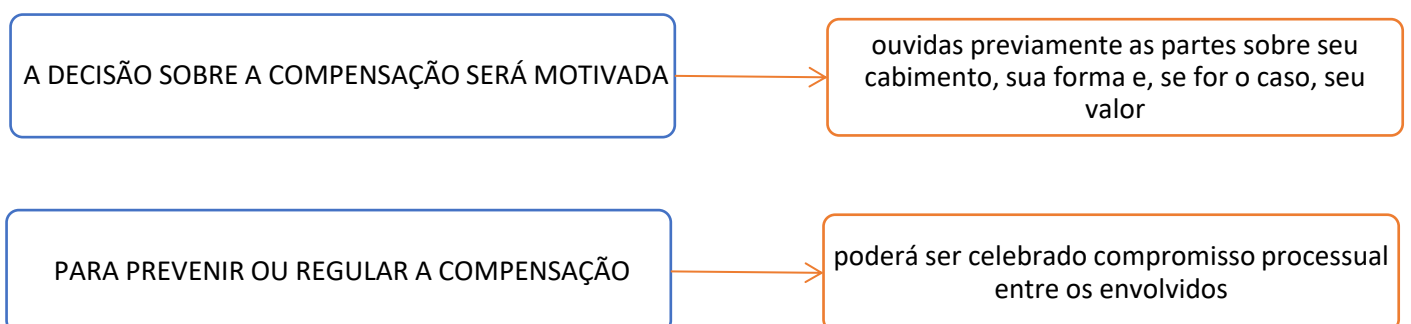 A DECISÃO SOBRE A COMPENSAÇÃO SERÁ MOTIVADA
ouvidas previamente as partes sobre seu
cabimento, sua forma e, se for o caso, seu
valor
PARA PREVENIR OU REGULAR A COMPENSAÇÃO
poderá ser celebrado compromisso processual
entre os envolvidos